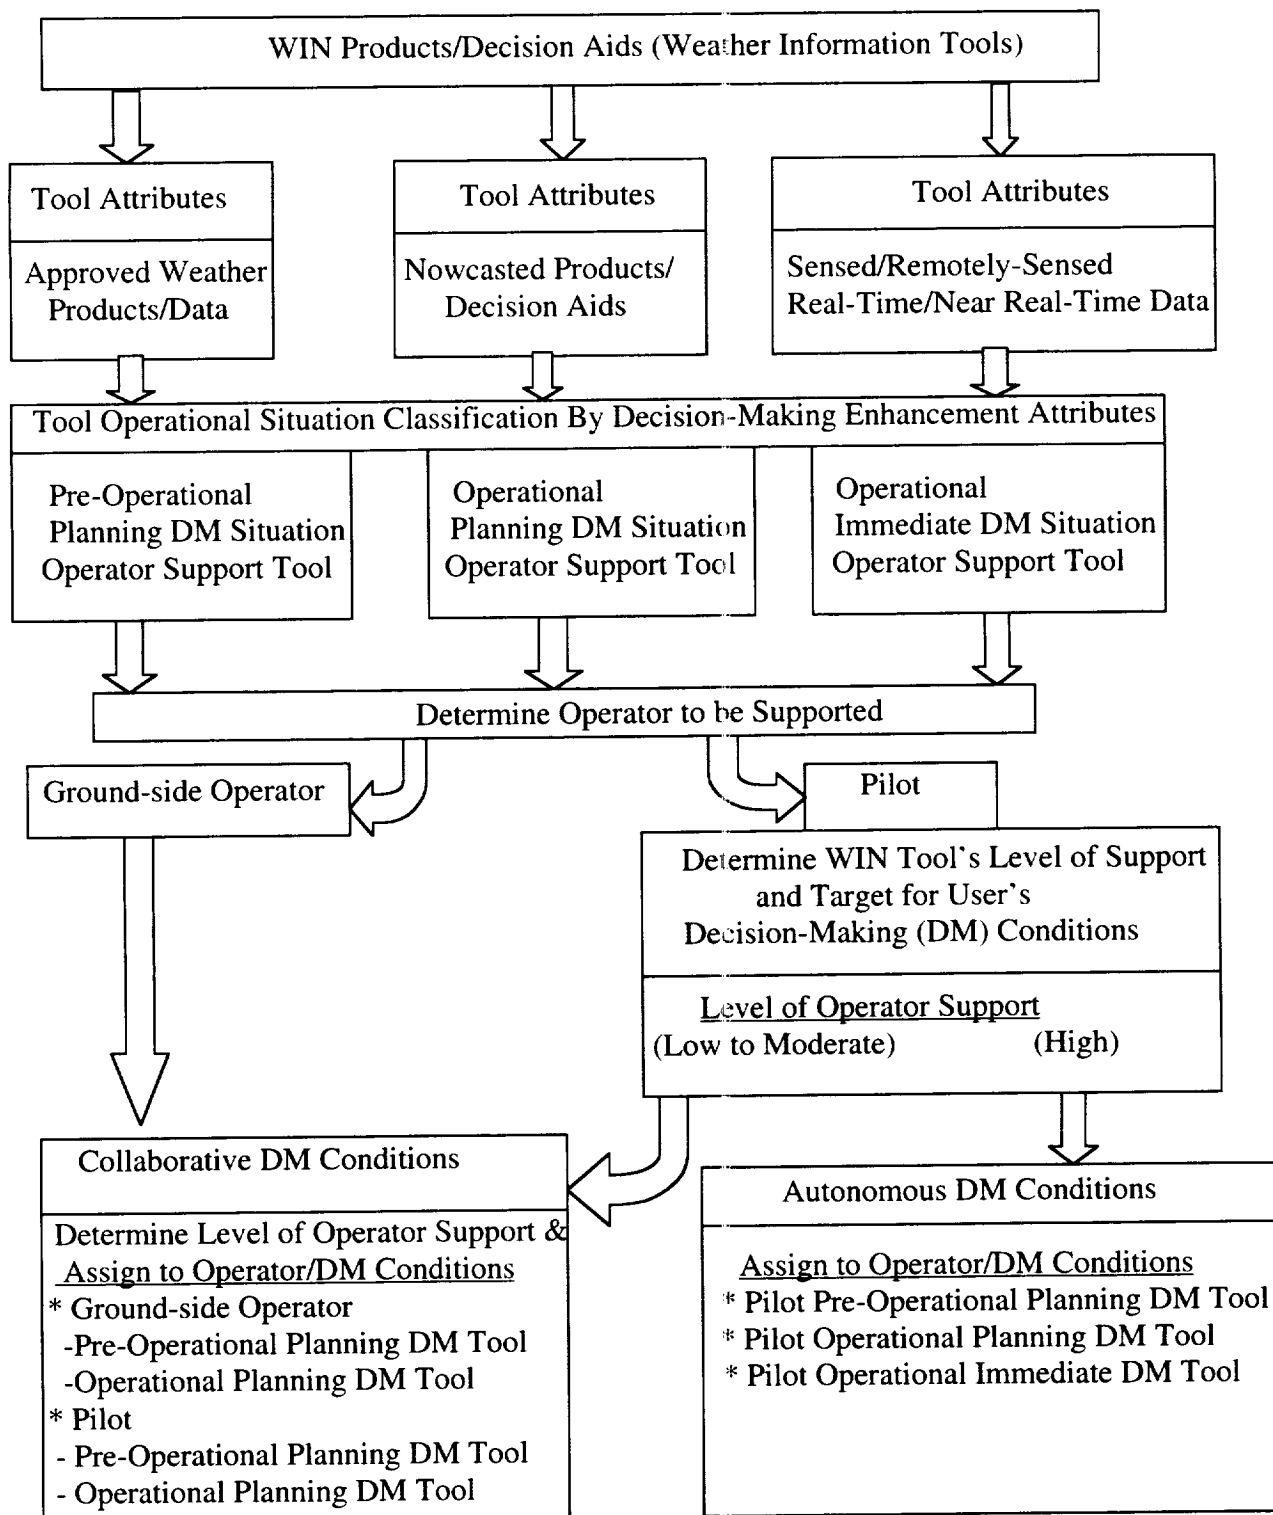 WIN Products/Decision Aids (Weather Information Tools)
Tool Attributes
Approved Weather
Products/Data
Tool Attributes
Nowcasted Products/
Decision Aids
Tool Attributes
Sensed/Remotely-Sensed
Real-Time/Near Real-Time Data
Tool Operational Situation Classification By Decision-Making Enhancement Attributes
Pre-Operational
Planning DM Situation
Operator Support Tool
Operational
Planning DM Situation
Operator Support Tool
Operational
Immediate DM Situation
Operator Support Tool
Determine Operator to be Supported
Ground-side Operator
Pilot
Determine WIN Tool's Level of Support
and Target for User's
Decision-Making (DM) Conditions
Level of Operator Support
(Low to Moderate) (High)
Collaborative DM Conditions
Determine Level of Operator Support &
Assign to Operator/DM Conditions
* Ground-side Operator
-Pre-Operational Planning DM Tool
-Operational Planning DM Tool
* Pilot
- Pre-Operational Planning DM Tool
- Operational Planning DM Tool
Autonomous DM Conditions
Assign to Operator/DM Conditions
* Pilot Pre-Operational Planning DM Tool
* Pilot Operational Planning DM Tool
* Pilot Operational Immediate DM Tool